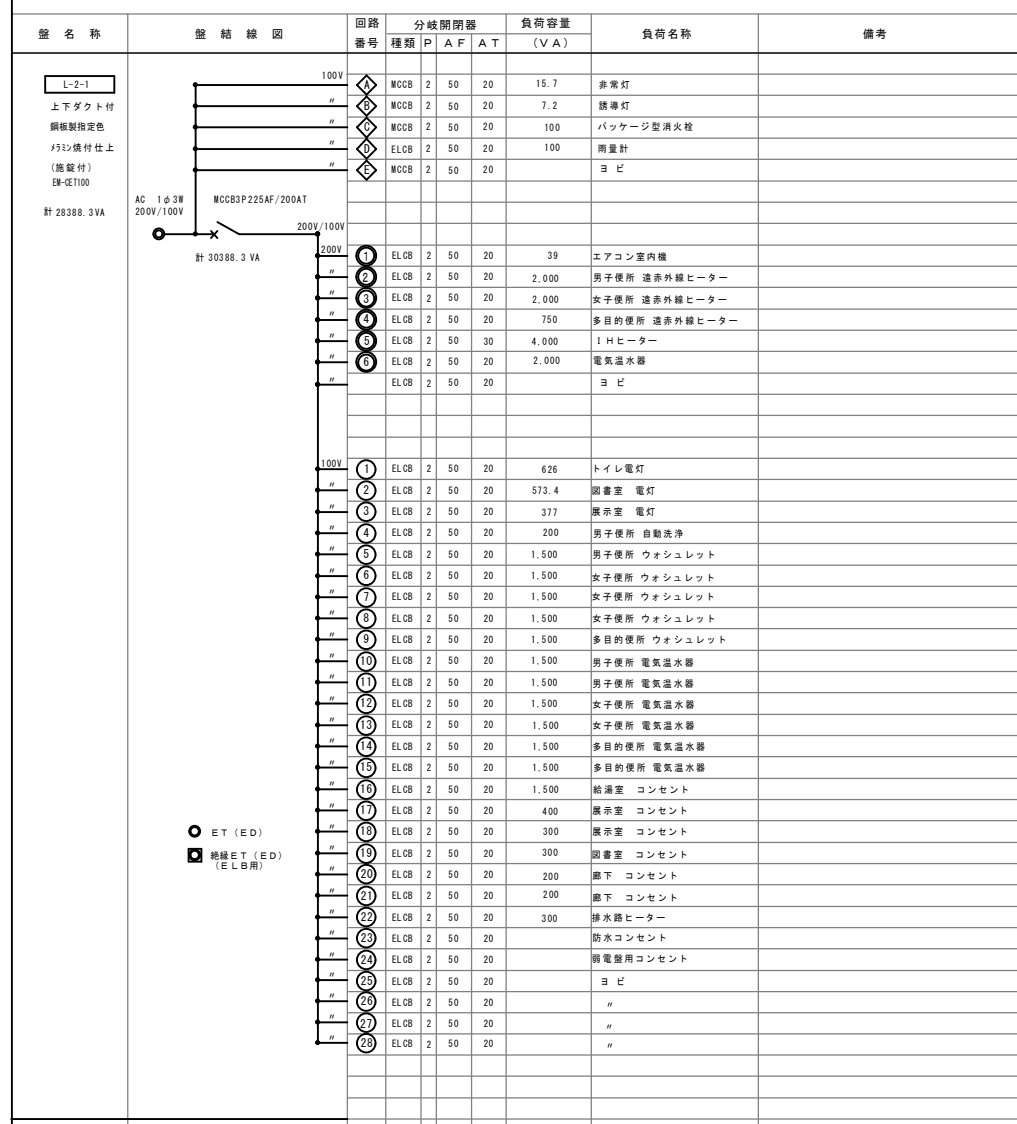 盤 名 称 盤 結 線 図 回路番号 分岐開閉器 負荷容量(VA) 負荷名称 備考
種類 P AF AT
L-2-1
上下ダクト付
鋼板製指定色
メラミン焼付仕上
(施錠付)
EM-CET100
計 28388.3VA
AC 1φ3W
200V/100V
MCCB3P225AF/200AT
計 30388.3 VA
200V/100V
100V A MCCB 2 50 20 15.7 非常灯
〃 B MCCB 2 50 20 7.2 誘導灯
〃 C MCCB 2 50 20 100 パッケージ型消火栓
〃 D ELCB 2 50 20 100 雨量計
〃 E MCCB 2 50 20 ヨビ
200V 1 ELCB 2 50 20 39 エアコン室内機
〃 2 ELCB 2 50 20 2,000 男子便所 遠赤外線ヒーター
〃 3 ELCB 2 50 20 2,000 女子便所 遠赤外線ヒーター
〃 4 ELCB 2 50 20 750 多目的便所 遠赤外線ヒーター
〃 5 ELCB 2 50 30 4,000 IHヒーター
〃 6 ELCB 2 50 20 2,000 電気温水器
〃 ELCB 2 50 20 ヨビ
100V 1 ELCB 2 50 20 626 トイレ電灯
〃 2 ELCB 2 50 20 573.4 図書室 電灯
〃 3 ELCB 2 50 20 377 展示室 電灯
〃 4 ELCB 2 50 20 200 男子便所 自動洗浄
〃 5 ELCB 2 50 20 1,500 男子便所 ウォシュレット
〃 6 ELCB 2 50 20 1,500 女子便所 ウォシュレット
〃 7 ELCB 2 50 20 1,500 女子便所 ウォシュレット
〃 8 ELCB 2 50 20 1,500 女子便所 ウォシュレット
〃 9 ELCB 2 50 20 1,500 多目的便所 ウォシュレット
〃 10 ELCB 2 50 20 1,500 男子便所 電気温水器
〃 11 ELCB 2 50 20 1,500 男子便所 電気温水器
〃 12 ELCB 2 50 20 1,500 女子便所 電気温水器
〃 13 ELCB 2 50 20 1,500 女子便所 電気温水器
〃 14 ELCB 2 50 20 1,500 多目的便所 電気温水器
〃 15 ELCB 2 50 20 1,500 多目的便所 電気温水器
〃 16 ELCB 2 50 20 1,500 給湯室 コンセント
〃 17 ELCB 2 50 20 400 展示室 コンセント
〃 18 ELCB 2 50 20 300 展示室 コンセント
〃 19 ELCB 2 50 20 300 図書室 コンセント
〃 20 ELCB 2 50 20 200 廊下 コンセント
〃 21 ELCB 2 50 20 200 廊下 コンセント
〃 22 ELCB 2 50 20 300 排水路ヒーター
〃 23 ELCB 2 50 20 防水コンセント
〃 24 ELCB 2 50 20 弱電盤用コンセント
〃 25 ELCB 2 50 20 ヨビ
〃 26 ELCB 2 50 20 〃
〃 27 ELCB 2 50 20 〃
〃 28 ELCB 2 50 20 〃
ET(ED)
絶縁ET(ED)
(ELB用)